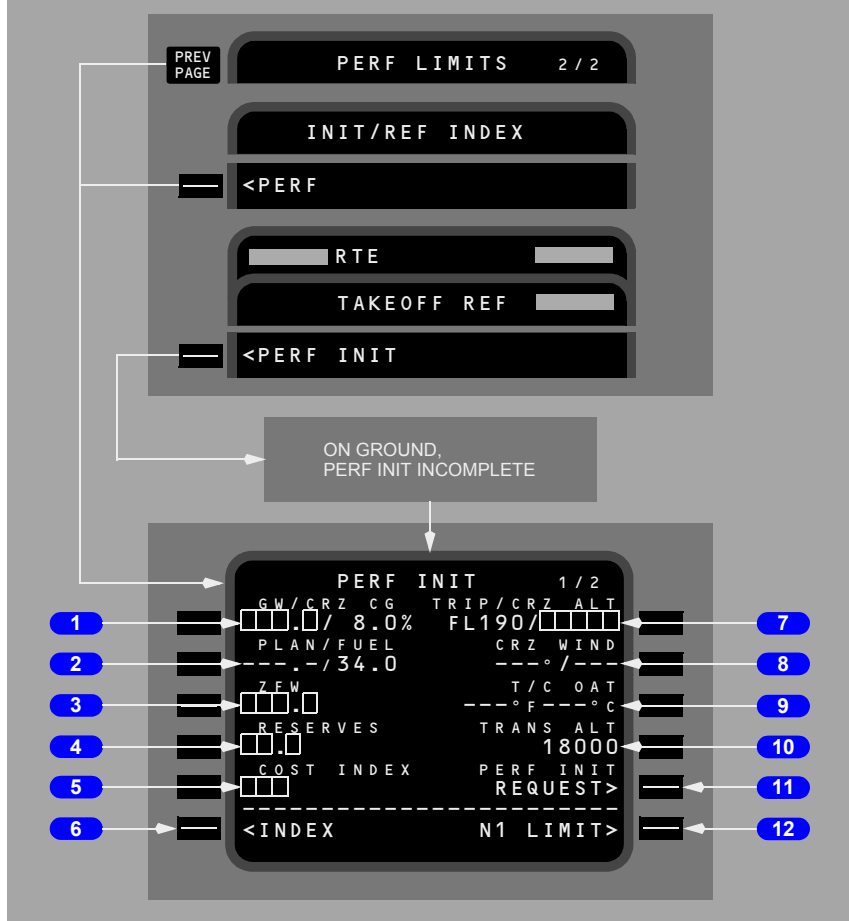 PREV
PAGE
PERF LIMITS 2/2
INIT/REF INDEX
<PERF
RTE
TAKEOFF REF
<PERF INIT
ON GROUND,
PERF INIT INCOMPLETE
PERF INIT 1/2
GW/CRZ CG TRIP/CRZ ALT
1 □□□.□/ 8.0% FL190/□□□□□ 7
PLAN/FUEL CRZ WIND
2 ---.-/34.0 ---°/--- 8
ZFW T/C OAT
3 □□□.□ ---°F---°C 9
RESERVES TRANS ALT
4 □□.□ 18000 10
COST INDEX PERF INIT
5 □□□ REQUEST> 11
------------------------
6 <INDEX N1 LIMIT> 12